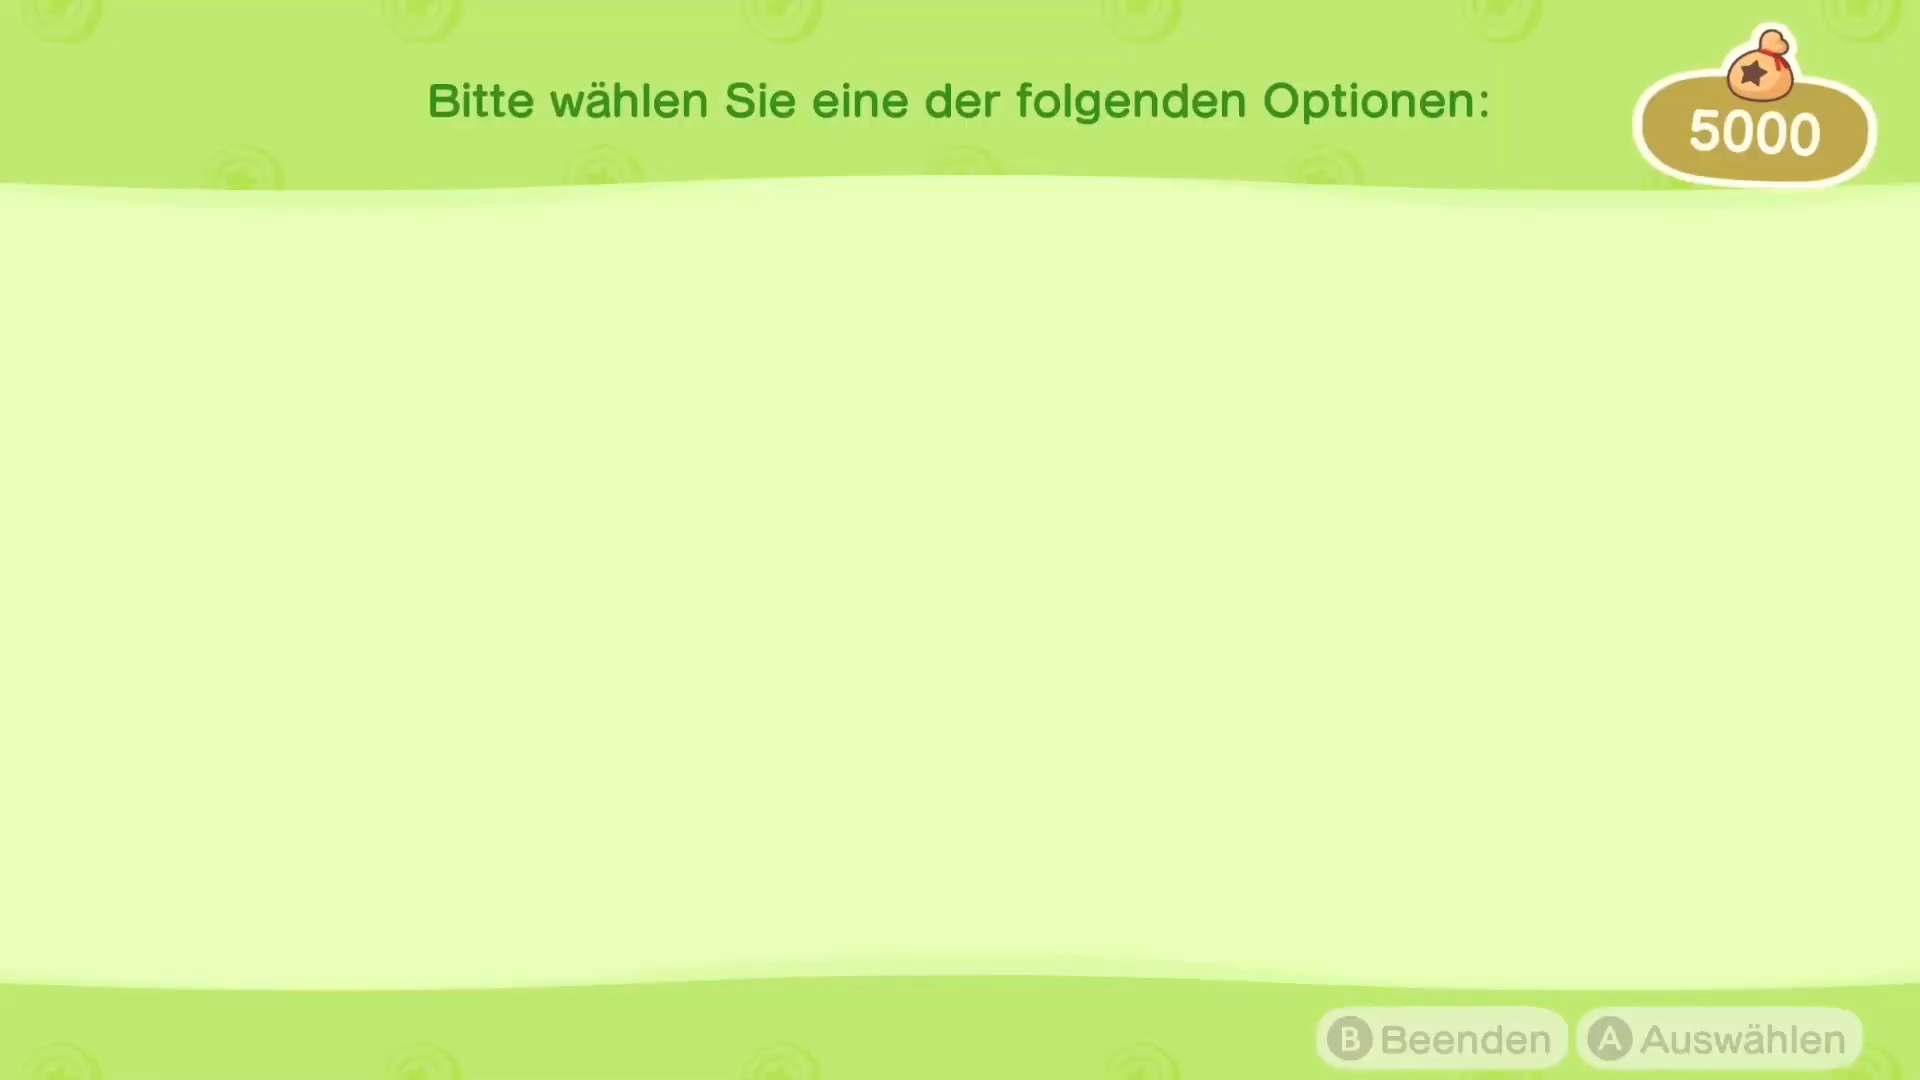 Bitte wählen Sie eine der folgenden Optionen:
5000
B Beenden
A Auswählen